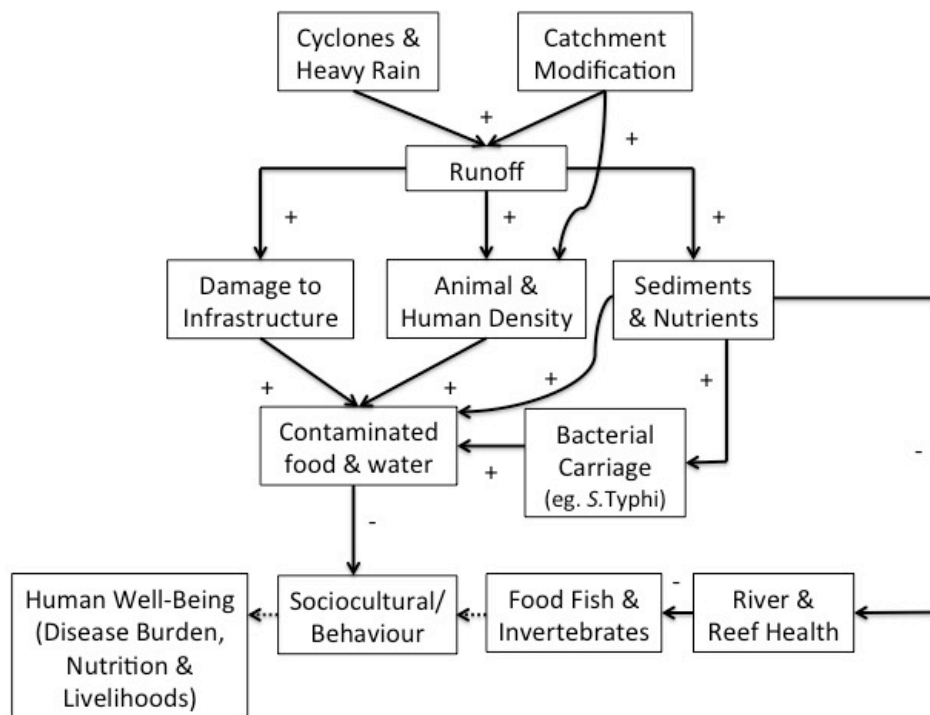 Cyclones &
Heavy Rain
Catchment
Modification
+
+
Runoff
+
+
+
Damage to
Infrastructure
Animal &
Human Density
Sediments
& Nutrients
+
+
+
+
Contaminated
food & water
Bacterial
Carriage
(eg. S.Typhi)
+
-
-
Human Well-Being
(Disease Burden,
Nutrition &
Livelihoods)
Sociocultural/
Behaviour
Food Fish &
Invertebrates
-
River &
Reef Health